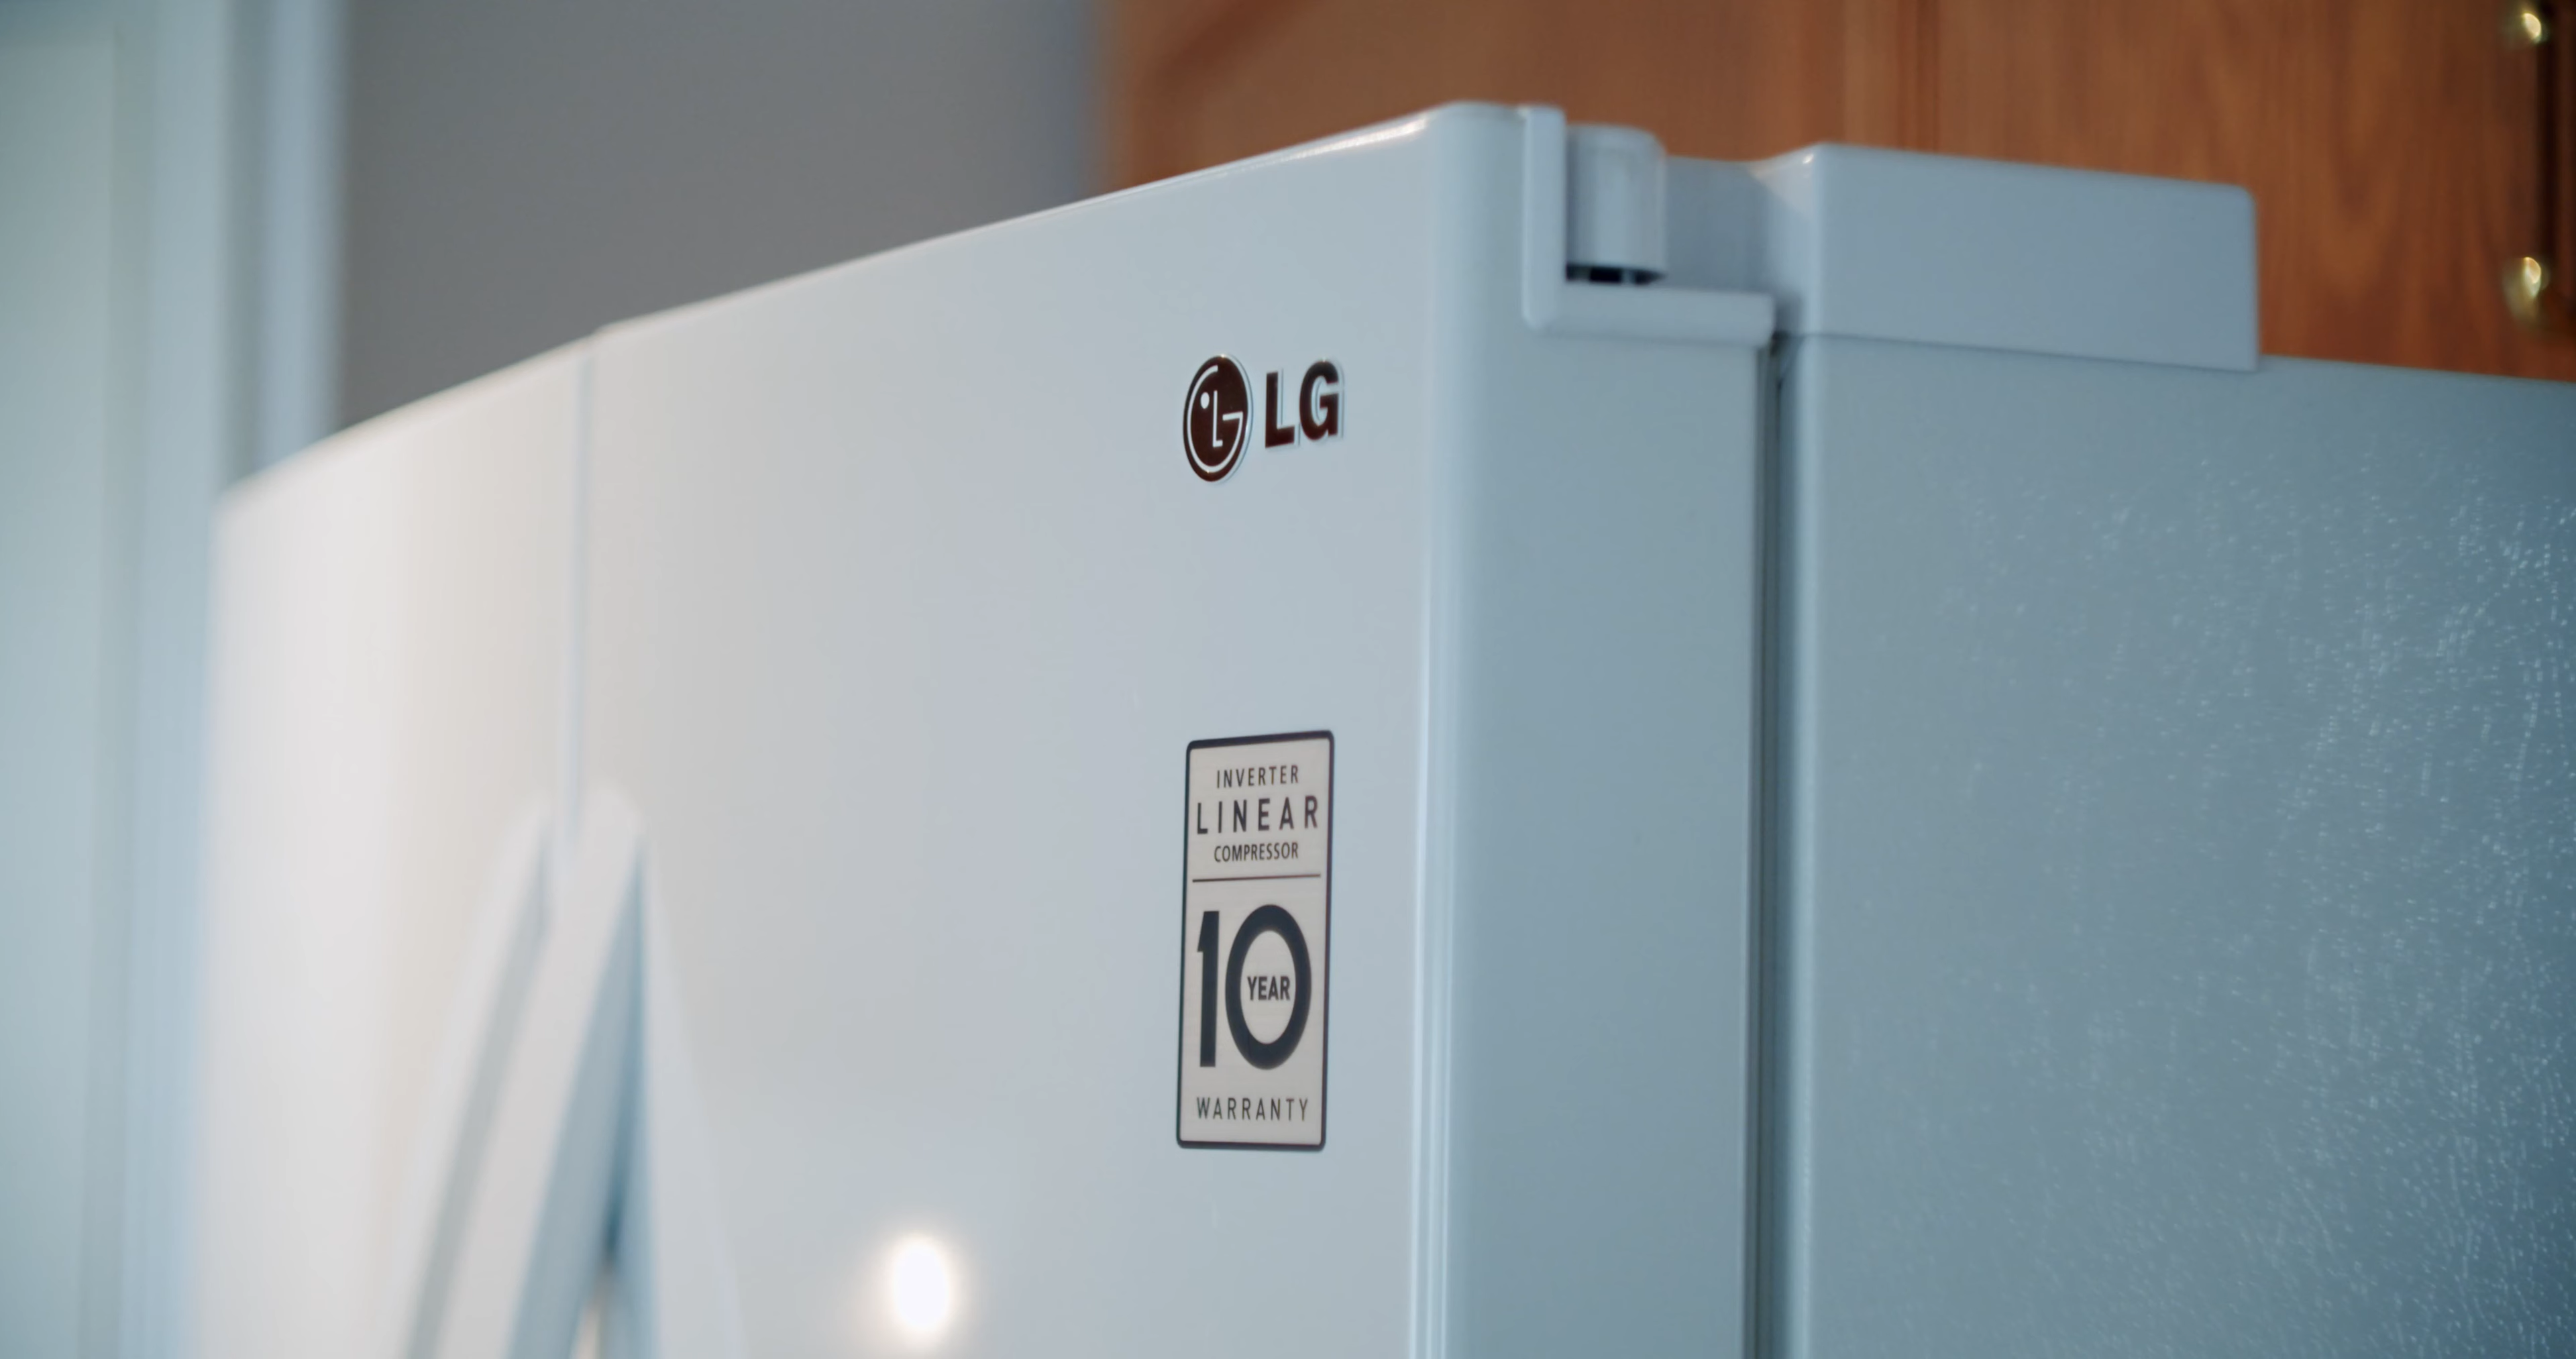 LG
INVERTER
LINEAR
COMPRESSOR
10
YEAR
WARRANTY